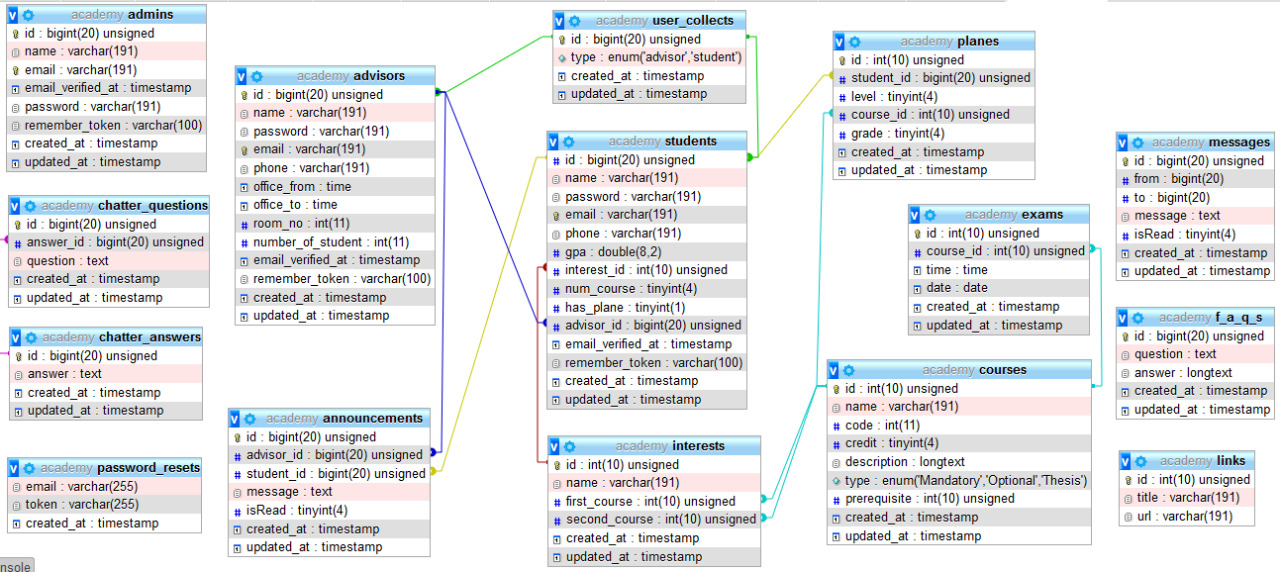 academy admins
id : bigint(20) unsigned
name : varchar(191)
email : varchar(191)
email_verified_at : timestamp
password : varchar(191)
remember_token : varchar(100)
created_at : timestamp
updated_at : timestamp
academy chatter_questions
id : bigint(20) unsigned
answer_id : bigint(20) unsigned
question : text
created_at : timestamp
updated_at : timestamp
academy chatter_answers
id : bigint(20) unsigned
answer : text
created_at : timestamp
updated_at : timestamp
academy password_resets
email : varchar(255)
token : varchar(255)
created_at : timestamp
nsole
academy advisors
id : bigint(20) unsigned
name : varchar(191)
password : varchar(191)
email : varchar(191)
phone : varchar(191)
office_from : time
office_to : time
room_no : int(11)
number_of_student : int(11)
email_verified_at : timestamp
remember_token : varchar(100)
created_at : timestamp
updated_at : timestamp
academy announcements
id : bigint(20) unsigned
advisor_id : bigint(20) unsigned
student_id : bigint(20) unsigned
message : text
isRead : tinyint(4)
created_at : timestamp
updated_at : timestamp
academy user_collects
id : bigint(20) unsigned
type : enum('advisor','student')
created_at : timestamp
updated_at : timestamp
academy students
id : bigint(20) unsigned
name : varchar(191)
password : varchar(191)
email : varchar(191)
phone : varchar(191)
gpa : double(8,2)
interest_id : int(10) unsigned
num_course : tinyint(4)
has_plane : tinyint(1)
advisor_id : bigint(20) unsigned
email_verified_at : timestamp
remember_token : varchar(100)
created_at : timestamp
updated_at : timestamp
academy interests
id : int(10) unsigned
name : varchar(191)
first_course : int(10) unsigned
second_course : int(10) unsigned
created_at : timestamp
updated_at : timestamp
academy planes
id : int(10) unsigned
student_id : bigint(20) unsigned
level : tinyint(4)
course_id : int(10) unsigned
grade : tinyint(4)
created_at : timestamp
updated_at : timestamp
academy exams
id : int(10) unsigned
course_id : int(10) unsigned
time : time
date : date
created_at : timestamp
updated_at : timestamp
academy courses
id : int(10) unsigned
name : varchar(191)
code : int(11)
credit : tinyint(4)
description : longtext
type : enum('Mandatory','Optional','Thesis')
prerequisite : int(10) unsigned
created_at : timestamp
updated_at : timestamp
academy messages
id : bigint(20) unsigned
from : bigint(20)
to : bigint(20)
message : text
isRead : tinyint(4)
created_at : timestamp
updated_at : timestamp
academy f_a_q_s
id : bigint(20) unsigned
question : text
answer : longtext
created_at : timestamp
updated_at : timestamp
academy links
id : int(10) unsigned
title : varchar(191)
url : varchar(191)